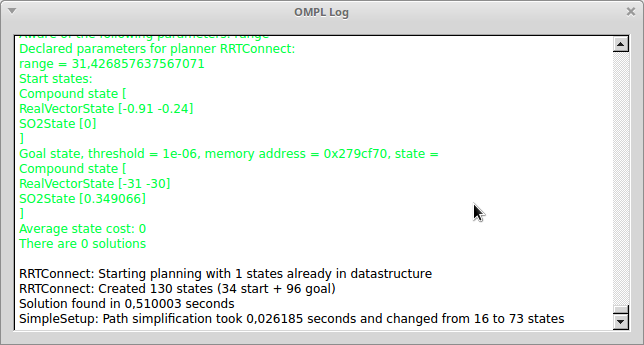 OMPL Log
Aware of the following parameters: range
Declared parameters for planner RRTConnect:
range = 31,426857637567071
Start states:
Compound state [
RealVectorState [-0.91 -0.24]
SO2State [0]
]
Goal state, threshold = 1e-06, memory address = 0x279cf70, state =
Compound state [
RealVectorState [-31 -30]
SO2State [0.349066]
]
Average state cost: 0
There are 0 solutions
RRTConnect: Starting planning with 1 states already in datastructure
RRTConnect: Created 130 states (34 start + 96 goal)
Solution found in 0,510003 seconds
SimpleSetup: Path simplification took 0,026185 seconds and changed from 16 to 73 states